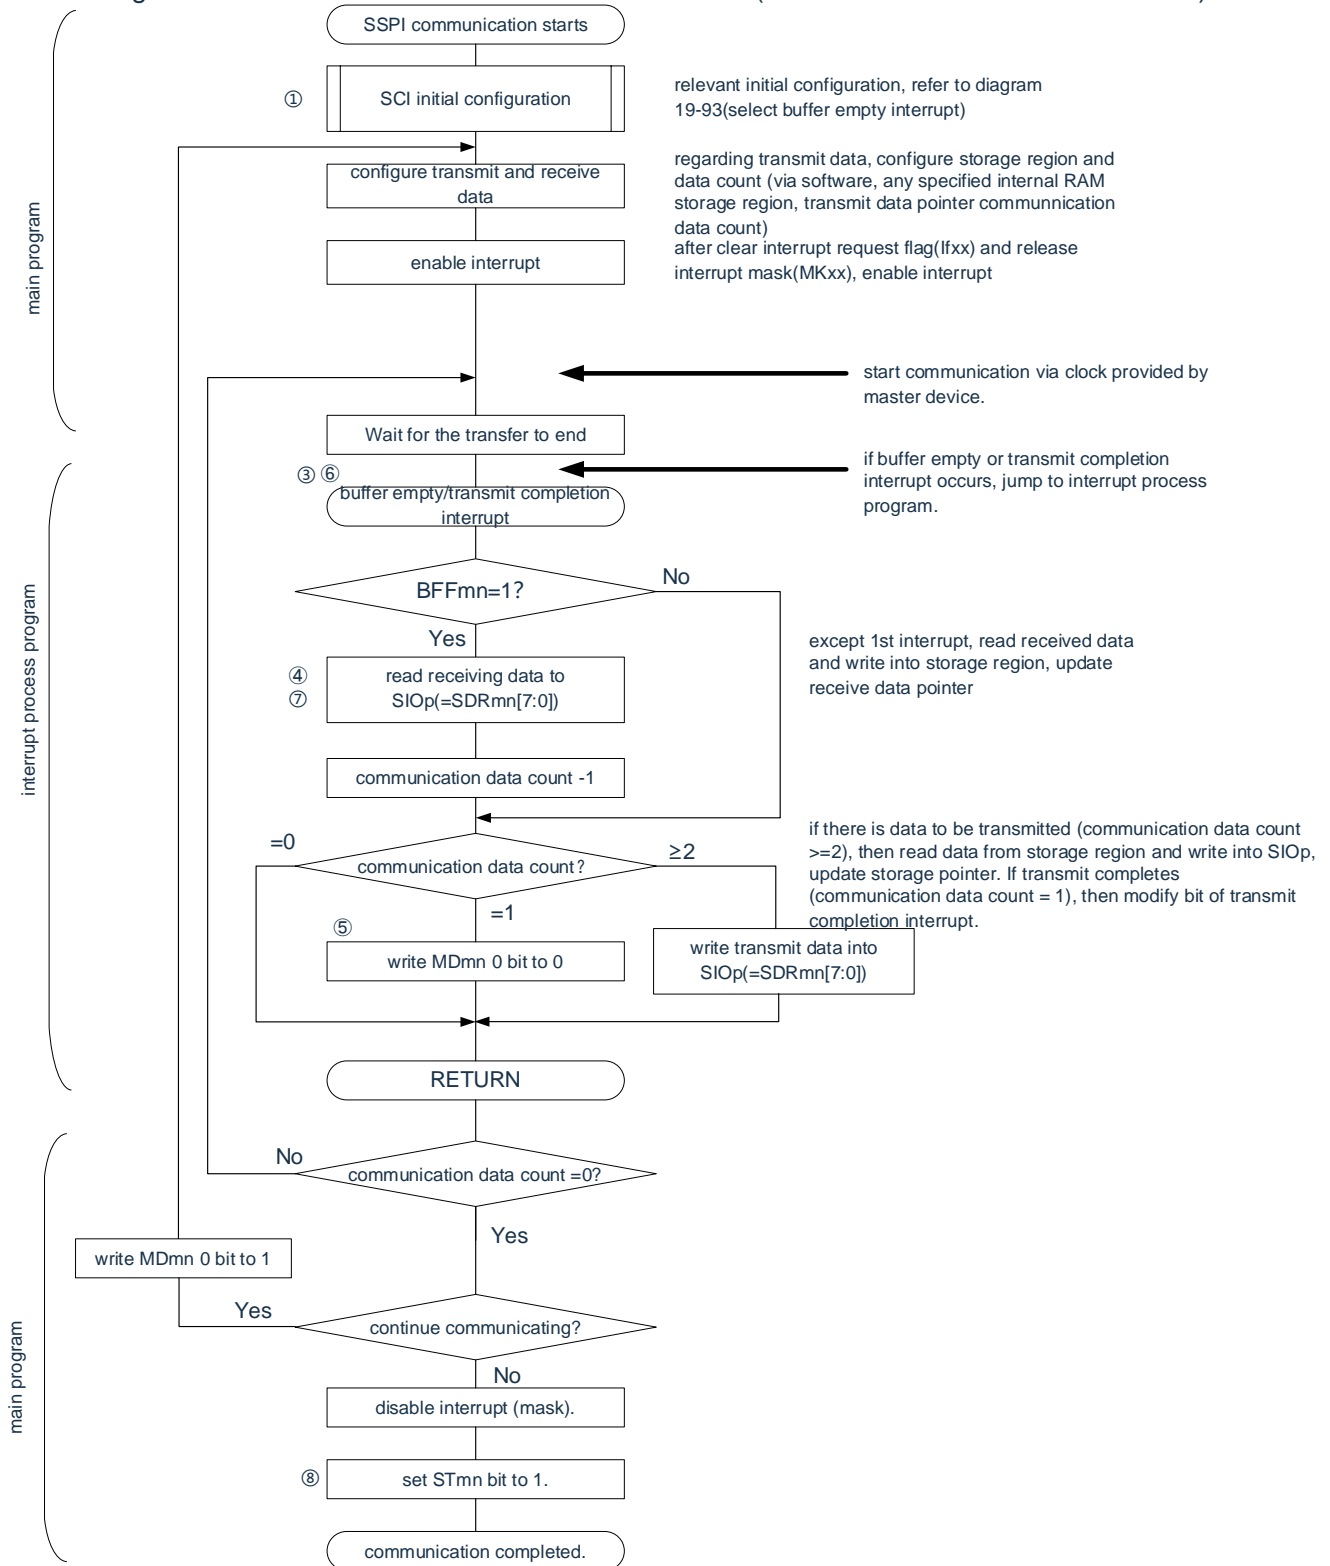 SSPI communication starts
①
SCI initial configuration
relevant initial configuration, refer to diagram
19-93(select buffer empty interrupt)
configure transmit and receive
data
regarding transmit data, configure storage region and
data count (via software, any specified internal RAM
storage region, transmit data pointer communnication
data count)
enable interrupt
after clear interrupt request flag(Ifxx) and release
interrupt mask(MKxx), enable interrupt
main program
start communication via clock provided by
master device.
Wait for the transfer to end
③ ⑥
if buffer empty or transmit completion
interrupt occurs, jump to interrupt process
program.
buffer empty/transmit completion
interrupt
BFFmn=1?
No
Yes
④
⑦
read receiving data to
SIOp(=SDRmn[7:0])
except 1st interrupt, read received data
and write into storage region, update
receive data pointer
interrupt process program
communication data count -1
=0
communication data count?
≥2
=1
if there is data to be transmitted (communication data count
>=2), then read data from storage region and write into SIOp,
update storage pointer. If transmit completes
(communication data count = 1), then modify bit of transmit
completion interrupt.
⑤
write MDmn 0 bit to 0
write transmit data into
SIOp(=SDRmn[7:0])
RETURN
No
communication data count =0?
Yes
write MDmn 0 bit to 1
Yes
continue communicating?
No
main program
disable interrupt (mask).
⑧
set STmn bit to 1.
communication completed.